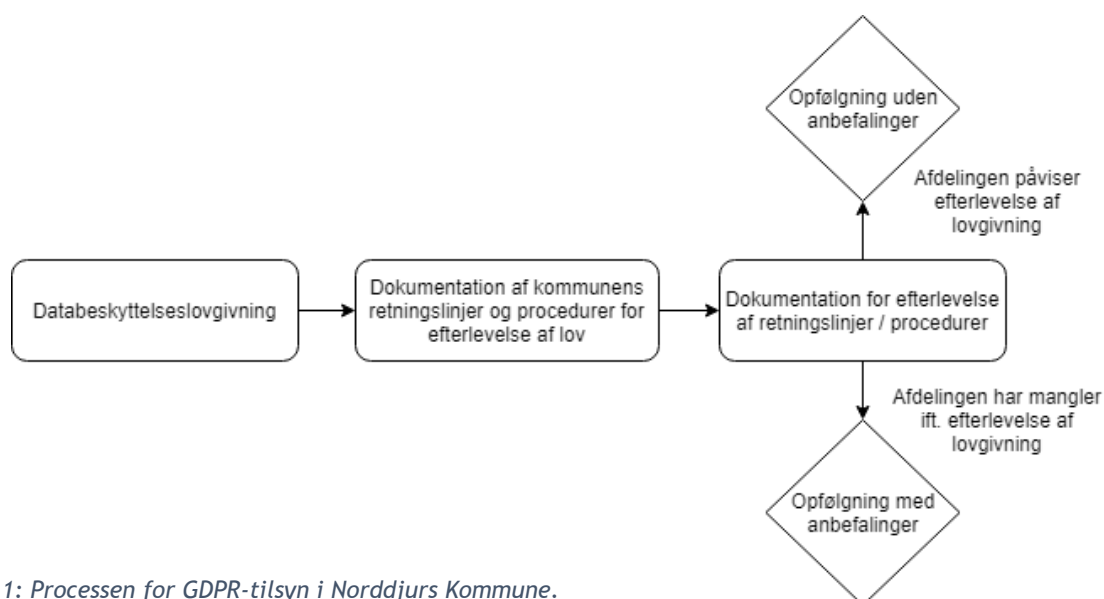 Opfølgning uden
anbefalinger
Afdelingen påviser
efterlevelse af
lovgivning
Databeskyttelseslovgivning
Dokumentation af kommunens
retningslinjer og procedurer for
efterlevelse af lov
Dokumentation for efterlevelse
af retningslinjer / procedurer
Afdelingen har mangler
ift. efterlevelse af
lovgivning
Opfølgning med
anbefalinger
1: Processen for GDPR-tilsyn i Norddjurs Kommune.